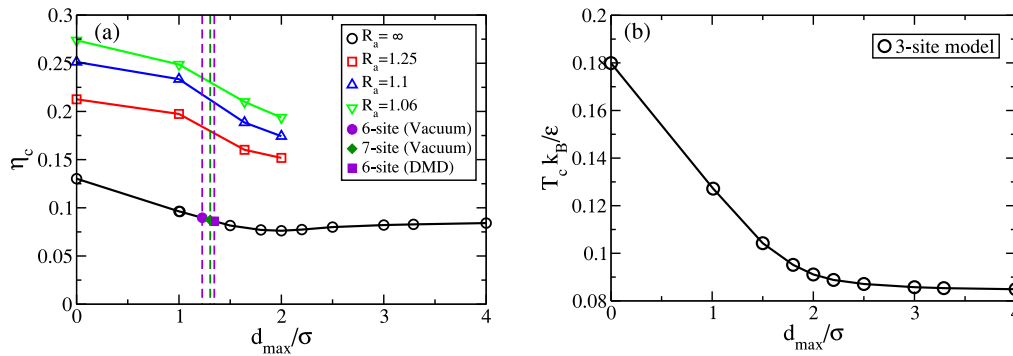 (a)
R_a = ∞
R_a=1.25
R_a=1.1
R_a=1.06
6-site (Vacuum)
7-site (Vacuum)
6-site (DMD)
0.3
0.25
0.2
0.15
0.1
0.05
0
η_c
0 1 2 3 4
d_max/σ
(b)
3-site model
0.2
0.18
0.16
0.14
0.12
0.10
0.08
T_c k_B/ε
0 1 2 3 4
d_max/σ